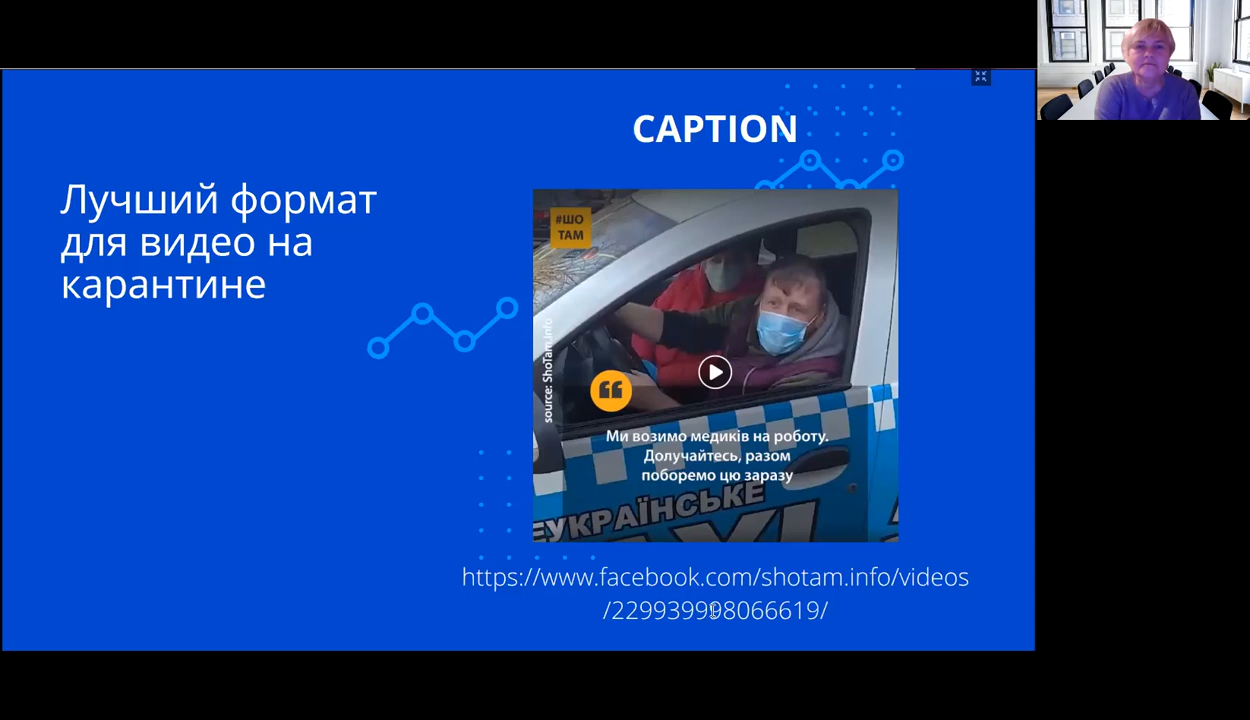 CAPTION
Лучший формат
для видео на
карантине
#ШО
ТАМ
source: ShoTam.Info
Ми возимо медиків на роботу.
Долучайтесь, разом
поборемо цю заразу
ЕУКРАЇНСЬКЕ
https://www.facebook.com/shotam.info/videos
/229939998066619/